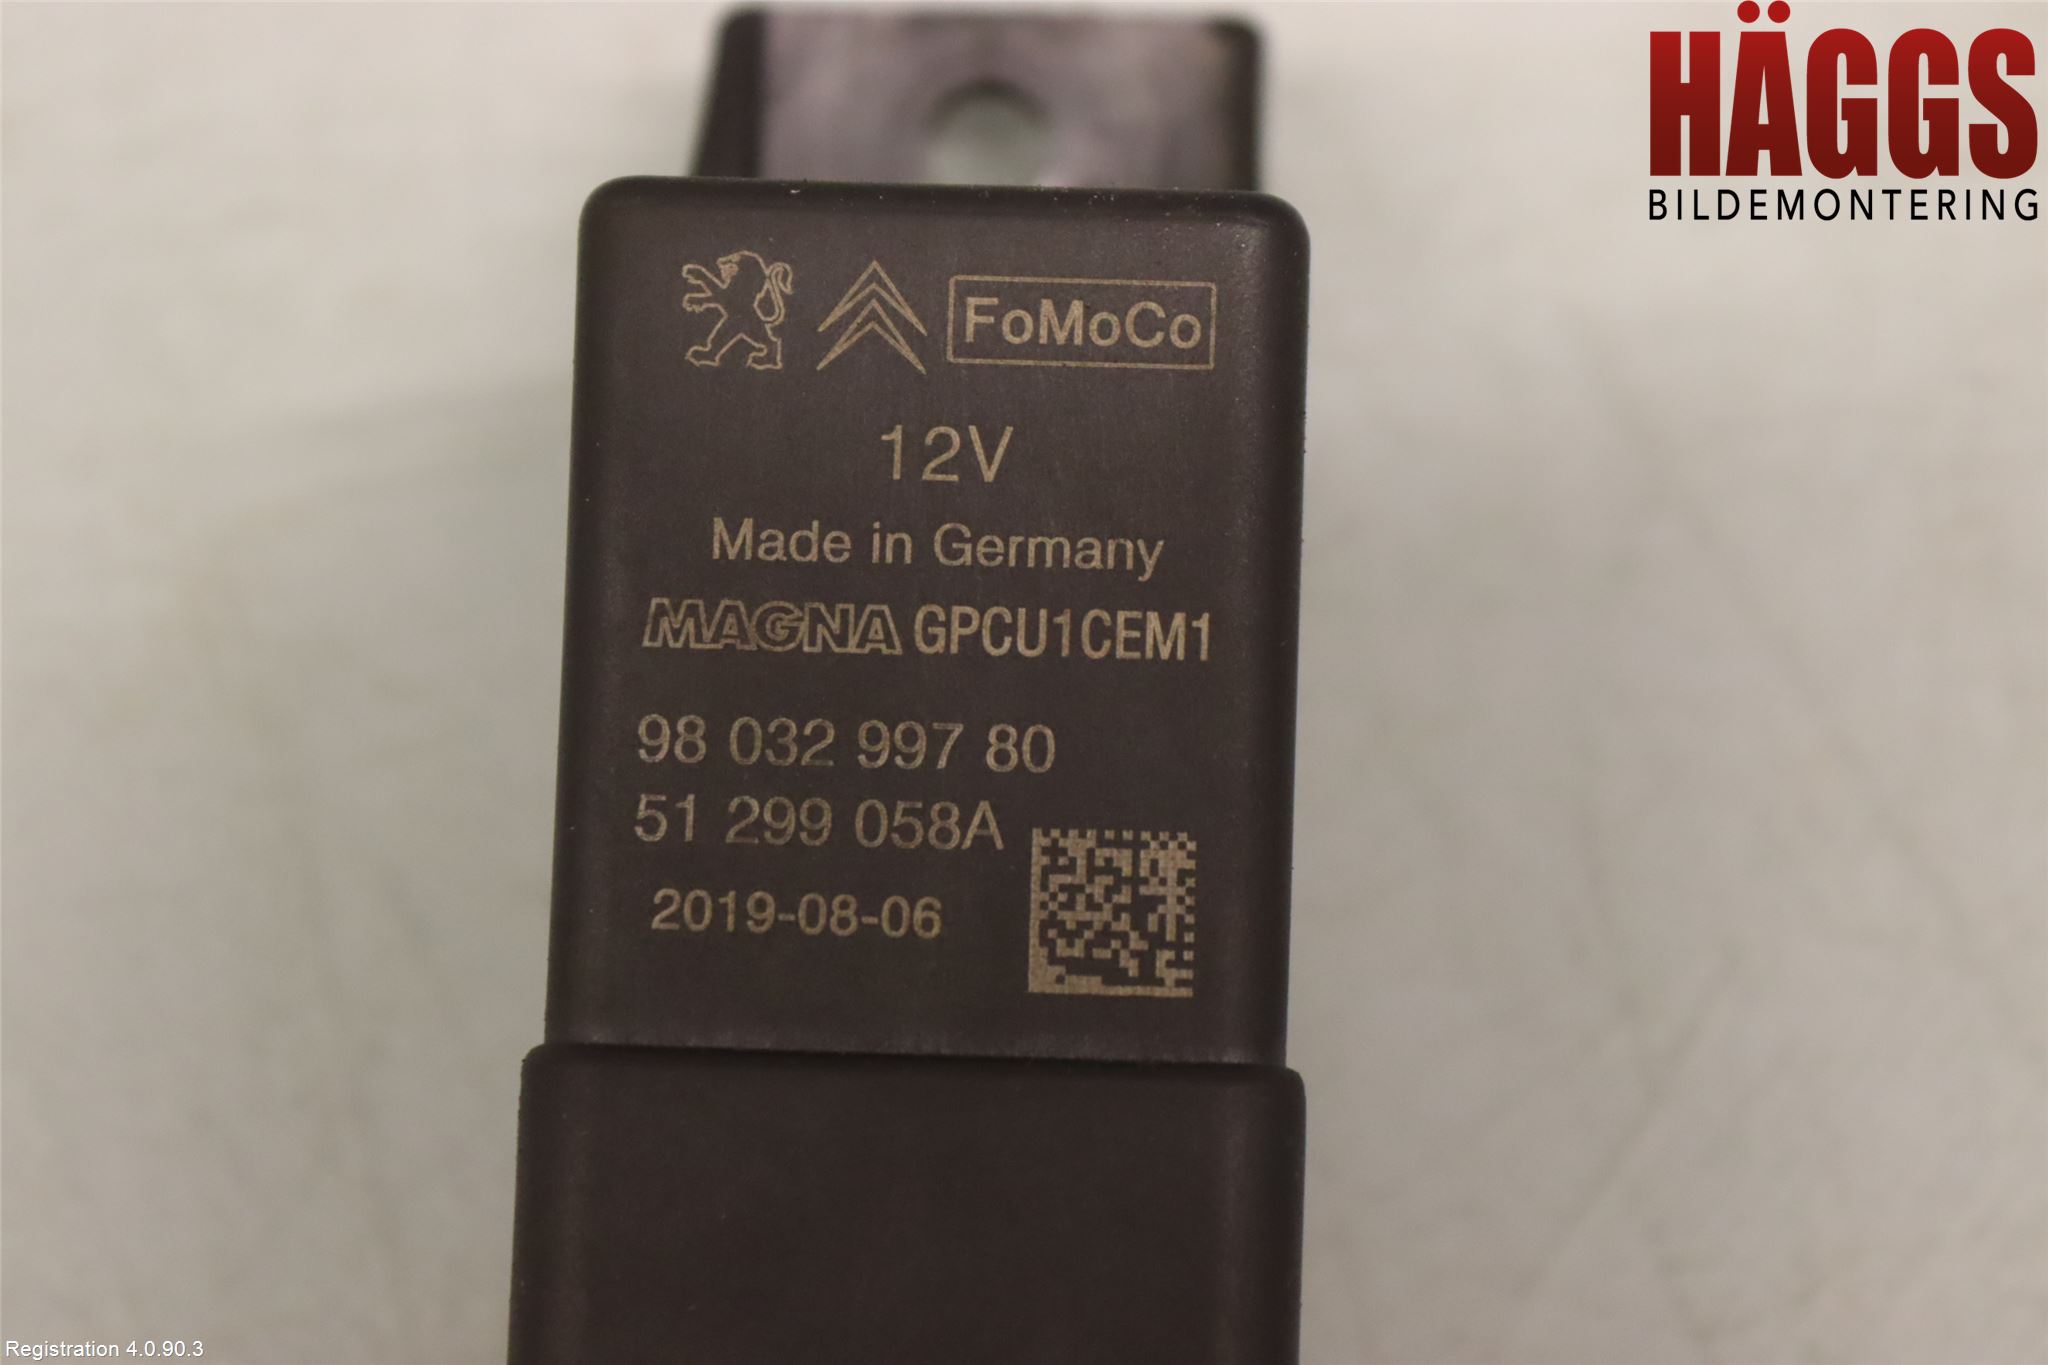 HÄGGS
BILDEMONTERING
FoMoCo
12V
Made in Germany
MAGNA GPCU1CEM1
98 032 997 80
51 299 058A
2019-08-06
Registration 4.0.90.3